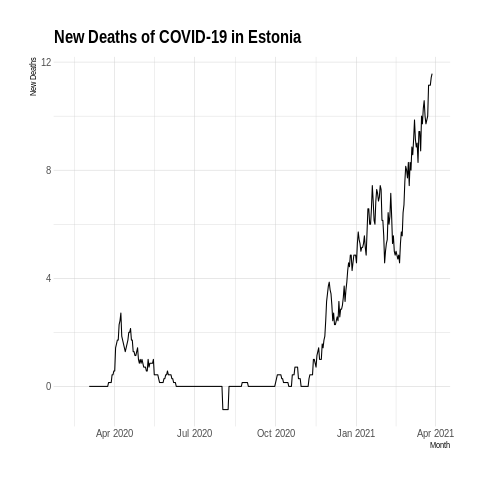 New Deaths of COVID-19 in Estonia
New Deaths
12
8
4
0
Apr 2020 Jul 2020 Oct 2020 Jan 2021 Apr 2021
Month